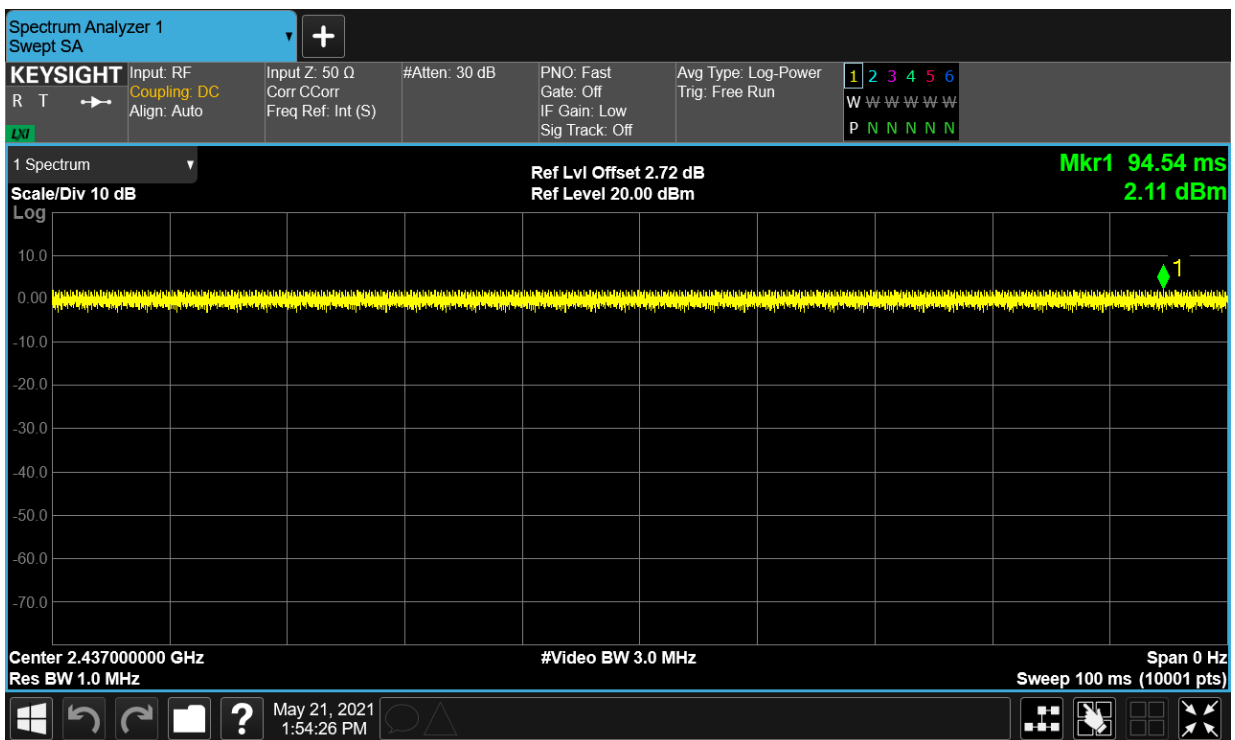 Spectrum Analyzer 1
Swept SA
▼
+
KEYSIGHT
R T
LXI
Input: RF
Coupling: DC
Align: Auto
Input Z: 50 Ω
Corr CCorr
Freq Ref: Int (S)
#Atten: 30 dB
PNO: Fast
Gate: Off
IF Gain: Low
Sig Track: Off
Avg Type: Log-Power
Trig: Free Run
1 2 3 4 5 6
W W W W W W
P N N N N N
1 Spectrum ▼
Scale/Div 10 dB
Log
Ref Lvl Offset 2.72 dB
Ref Level 20.00 dBm
Mkr1 94.54 ms
2.11 dBm
10.0
1
0.00
-10.0
-20.0
-30.0
-40.0
-50.0
-60.0
-70.0
Center 2.437000000 GHz
Res BW 1.0 MHz
#Video BW 3.0 MHz
Span 0 Hz
Sweep 100 ms (10001 pts)
?
May 21, 2021
1:54:26 PM